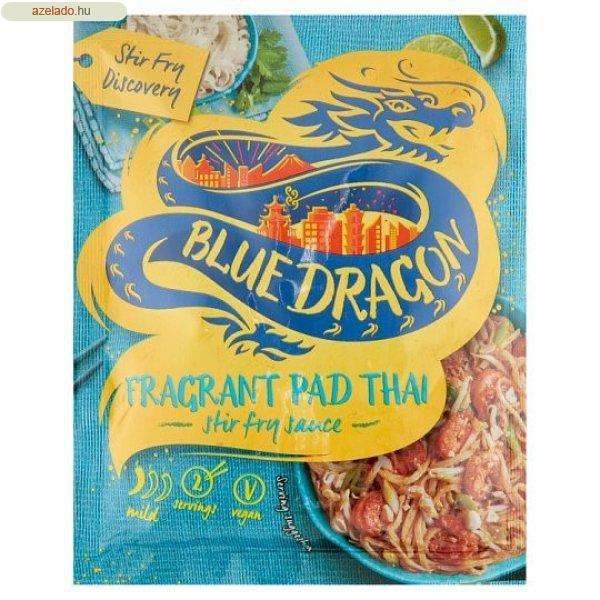 azelado.hu
Stir Fry
Discovery
BLUE DRAGON
FRAGRANT PAD THAI
stir fry sauce
mild
2
servings
V
vegan
Serving suggestion